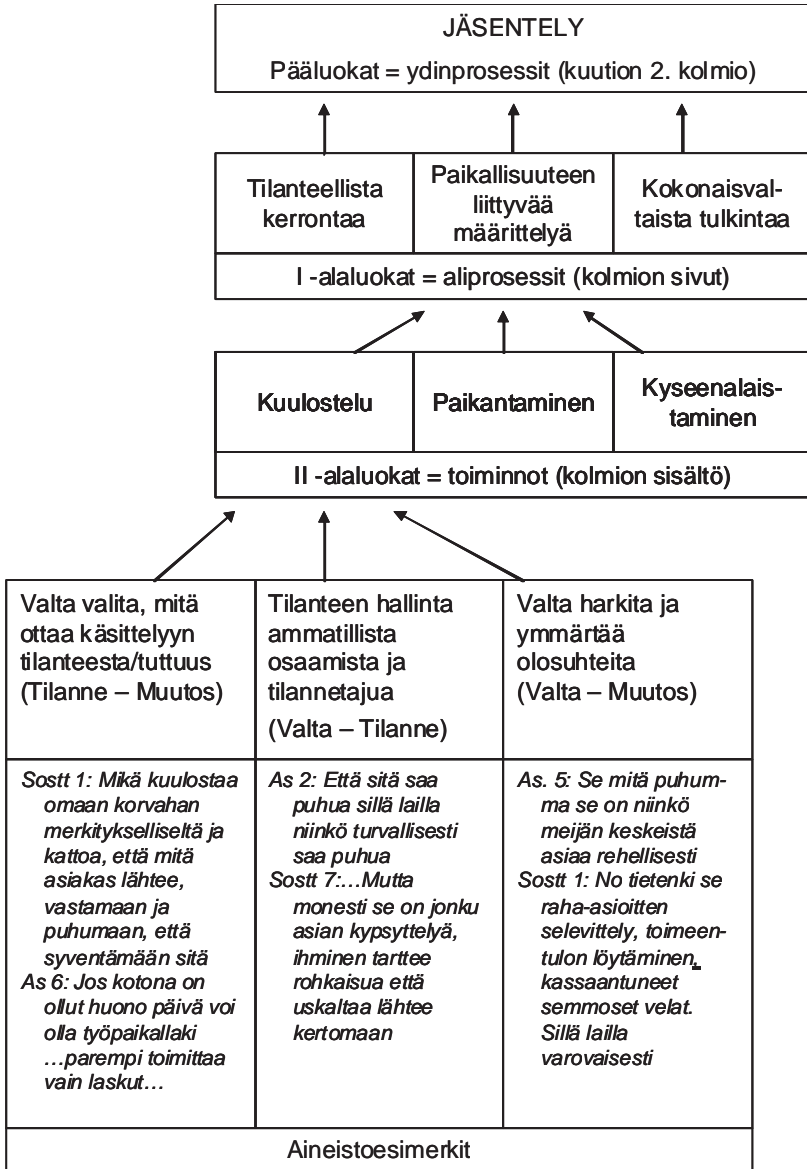 JÄSENTELY
Pääluokat = ydinprosessit (kuution 2. kolmio)
Tilanteellista
kerrontaa
Paikallisuuteen
liittyvää
määrittelyä
Kokonaisval-
taista tulkintaa
I -alaluokat = aliprosessit (kolmion sivut)
Kuulostelu
Paikantaminen
Kyseenalais-
taminen
II -alaluokat = toiminnot (kolmion sisältö)
Valta valita, mitä
ottaa käsittelyyn
tilanteesta/tuttuus
(Tilanne – Muutos)
Tilanteen hallinta
ammatillista
osaamista ja
tilannetajua
(Valta – Tilanne)
Valta harkita ja
ymmärtää
olosuhteita
(Valta – Muutos)
Sostt 1: Mikä kuulostaa
omaan korvahan
merkitykselliseltä ja
kattoa, että mitä
asiakas lähtee,
vastamaan ja
puhumaan, että
syventämään sitä
As 6: Jos kotona on
ollut huono päivä voi
olla työpaikallaki
…parempi toimittaa
vain laskut…
As 2: Että sitä saa
puhua sillä lailla
niinkö turvallisesti
saa puhua
Sostt 7:…Mutta
monesti se on jonku
asian kypsyttelyä,
ihminen tarttee
rohkaisua että
uskaltaa lähtee
kertomaan
As. 5: Se mitä puhum-
ma se on niinkö
meijän keskeistä
asiaa rehellisesti
Sostt 1: No tietenki se
raha-asioitten
selevittely, toimeen-
tulon löytäminen,
kassaantuneet
semmoset velat.
Sillä lailla
varovaisesti
Aineistoesimerkit